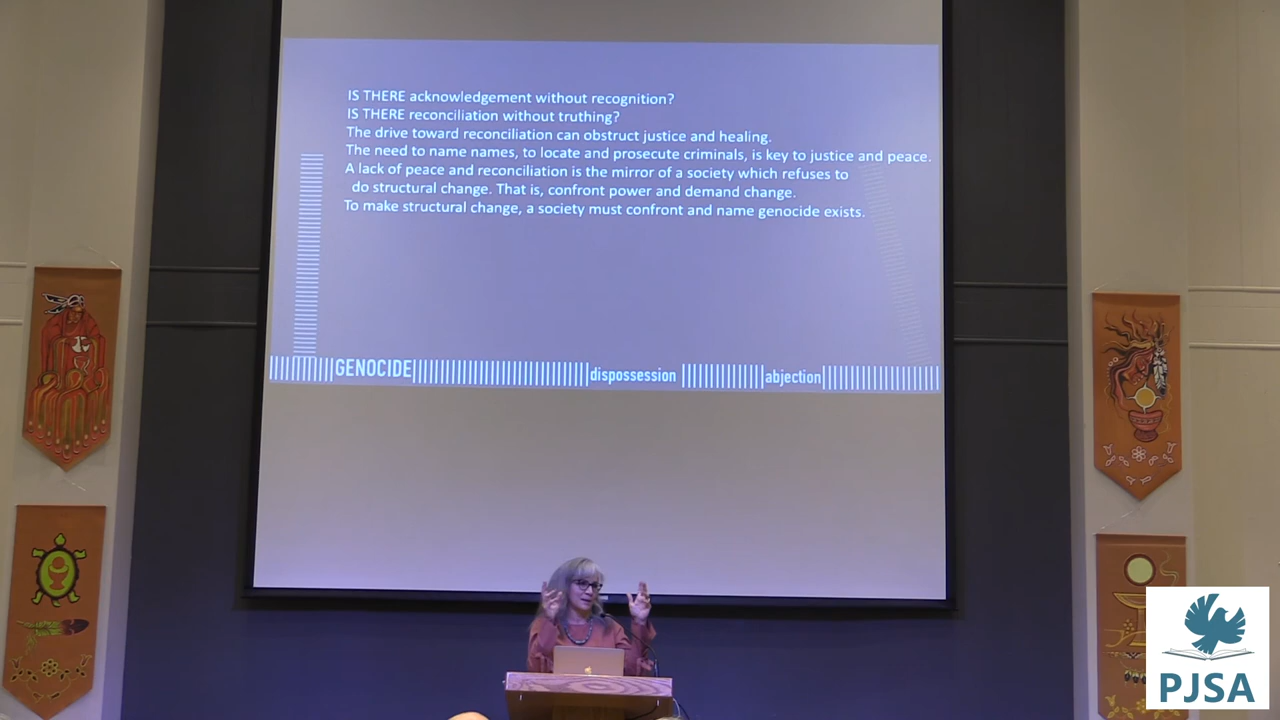 IS THERE acknowledgement without recognition?
IS THERE reconciliation without truthing?
The drive toward reconciliation can obstruct justice and healing.
The need to name names, to locate and prosecute criminals, is key to justice and peace.
A lack of peace and reconciliation is the mirror of a society which refuses to
do structural change. That is, confront power and demand change.
To make structural change, a society must confront and name genocide exists.
GENOCIDE dispossession abjection
PJSA